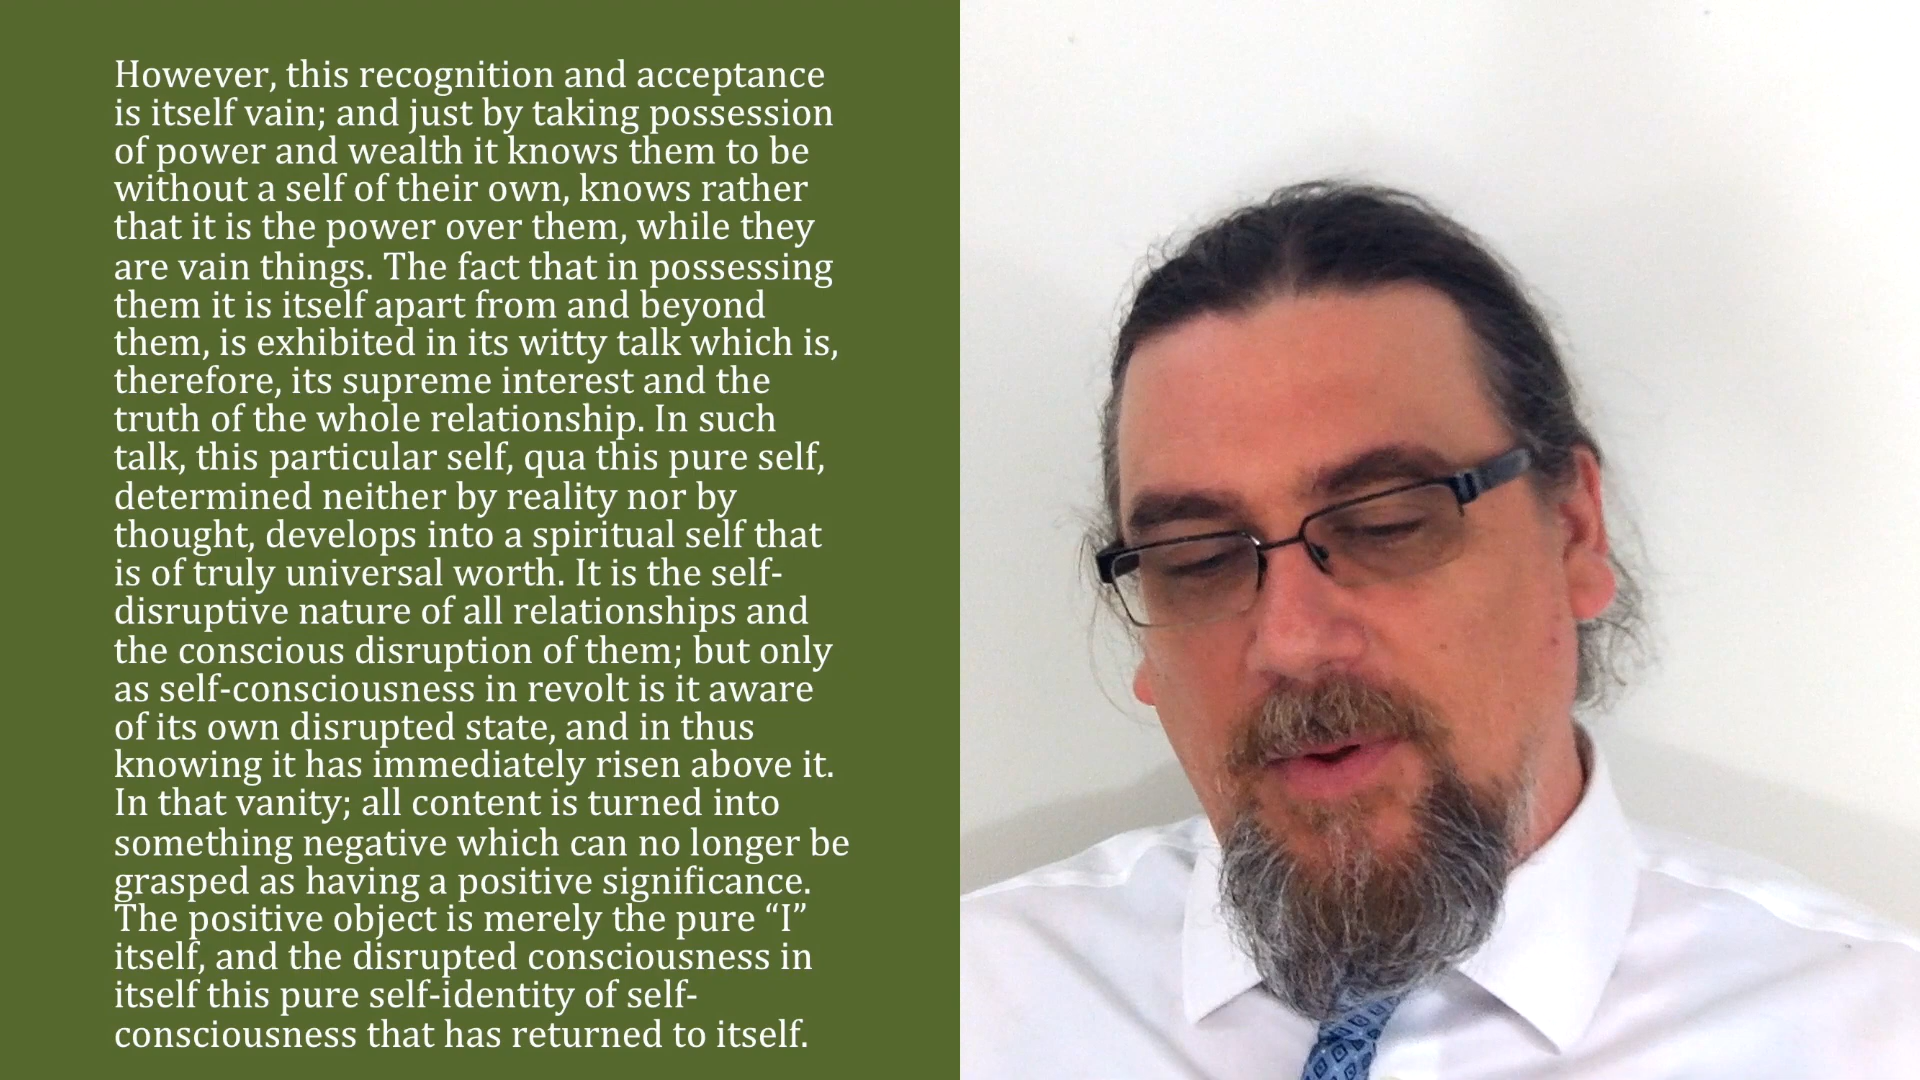 However, this recognition and acceptance
is itself vain; and just by taking possession
of power and wealth it knows them to be
without a self of their own, knows rather
that it is the power over them, while they
are vain things. The fact that in possessing
them it is itself apart from and beyond
them, is exhibited in its witty talk which is,
therefore, its supreme interest and the
truth of the whole relationship. In such
talk, this particular self, qua this pure self,
determined neither by reality nor by
thought, develops into a spiritual self that
is of truly universal worth. It is the self-
disruptive nature of all relationships and
the conscious disruption of them; but only
as self-consciousness in revolt is it aware
of its own disrupted state, and in thus
knowing it has immediately risen above it.
In that vanity; all content is turned into
something negative which can no longer be
grasped as having a positive significance.
The positive object is merely the pure “I”
itself, and the disrupted consciousness in
itself this pure self-identity of self-
consciousness that has returned to itself.